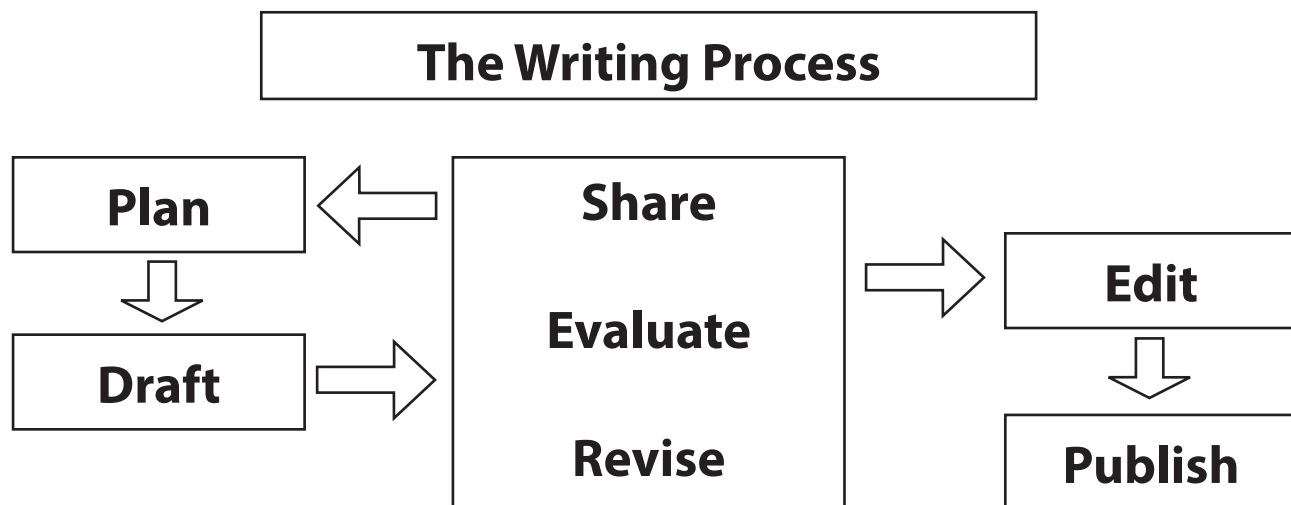 The Writing Process
Plan
Draft
Share
Evaluate
Revise
Edit
Publish